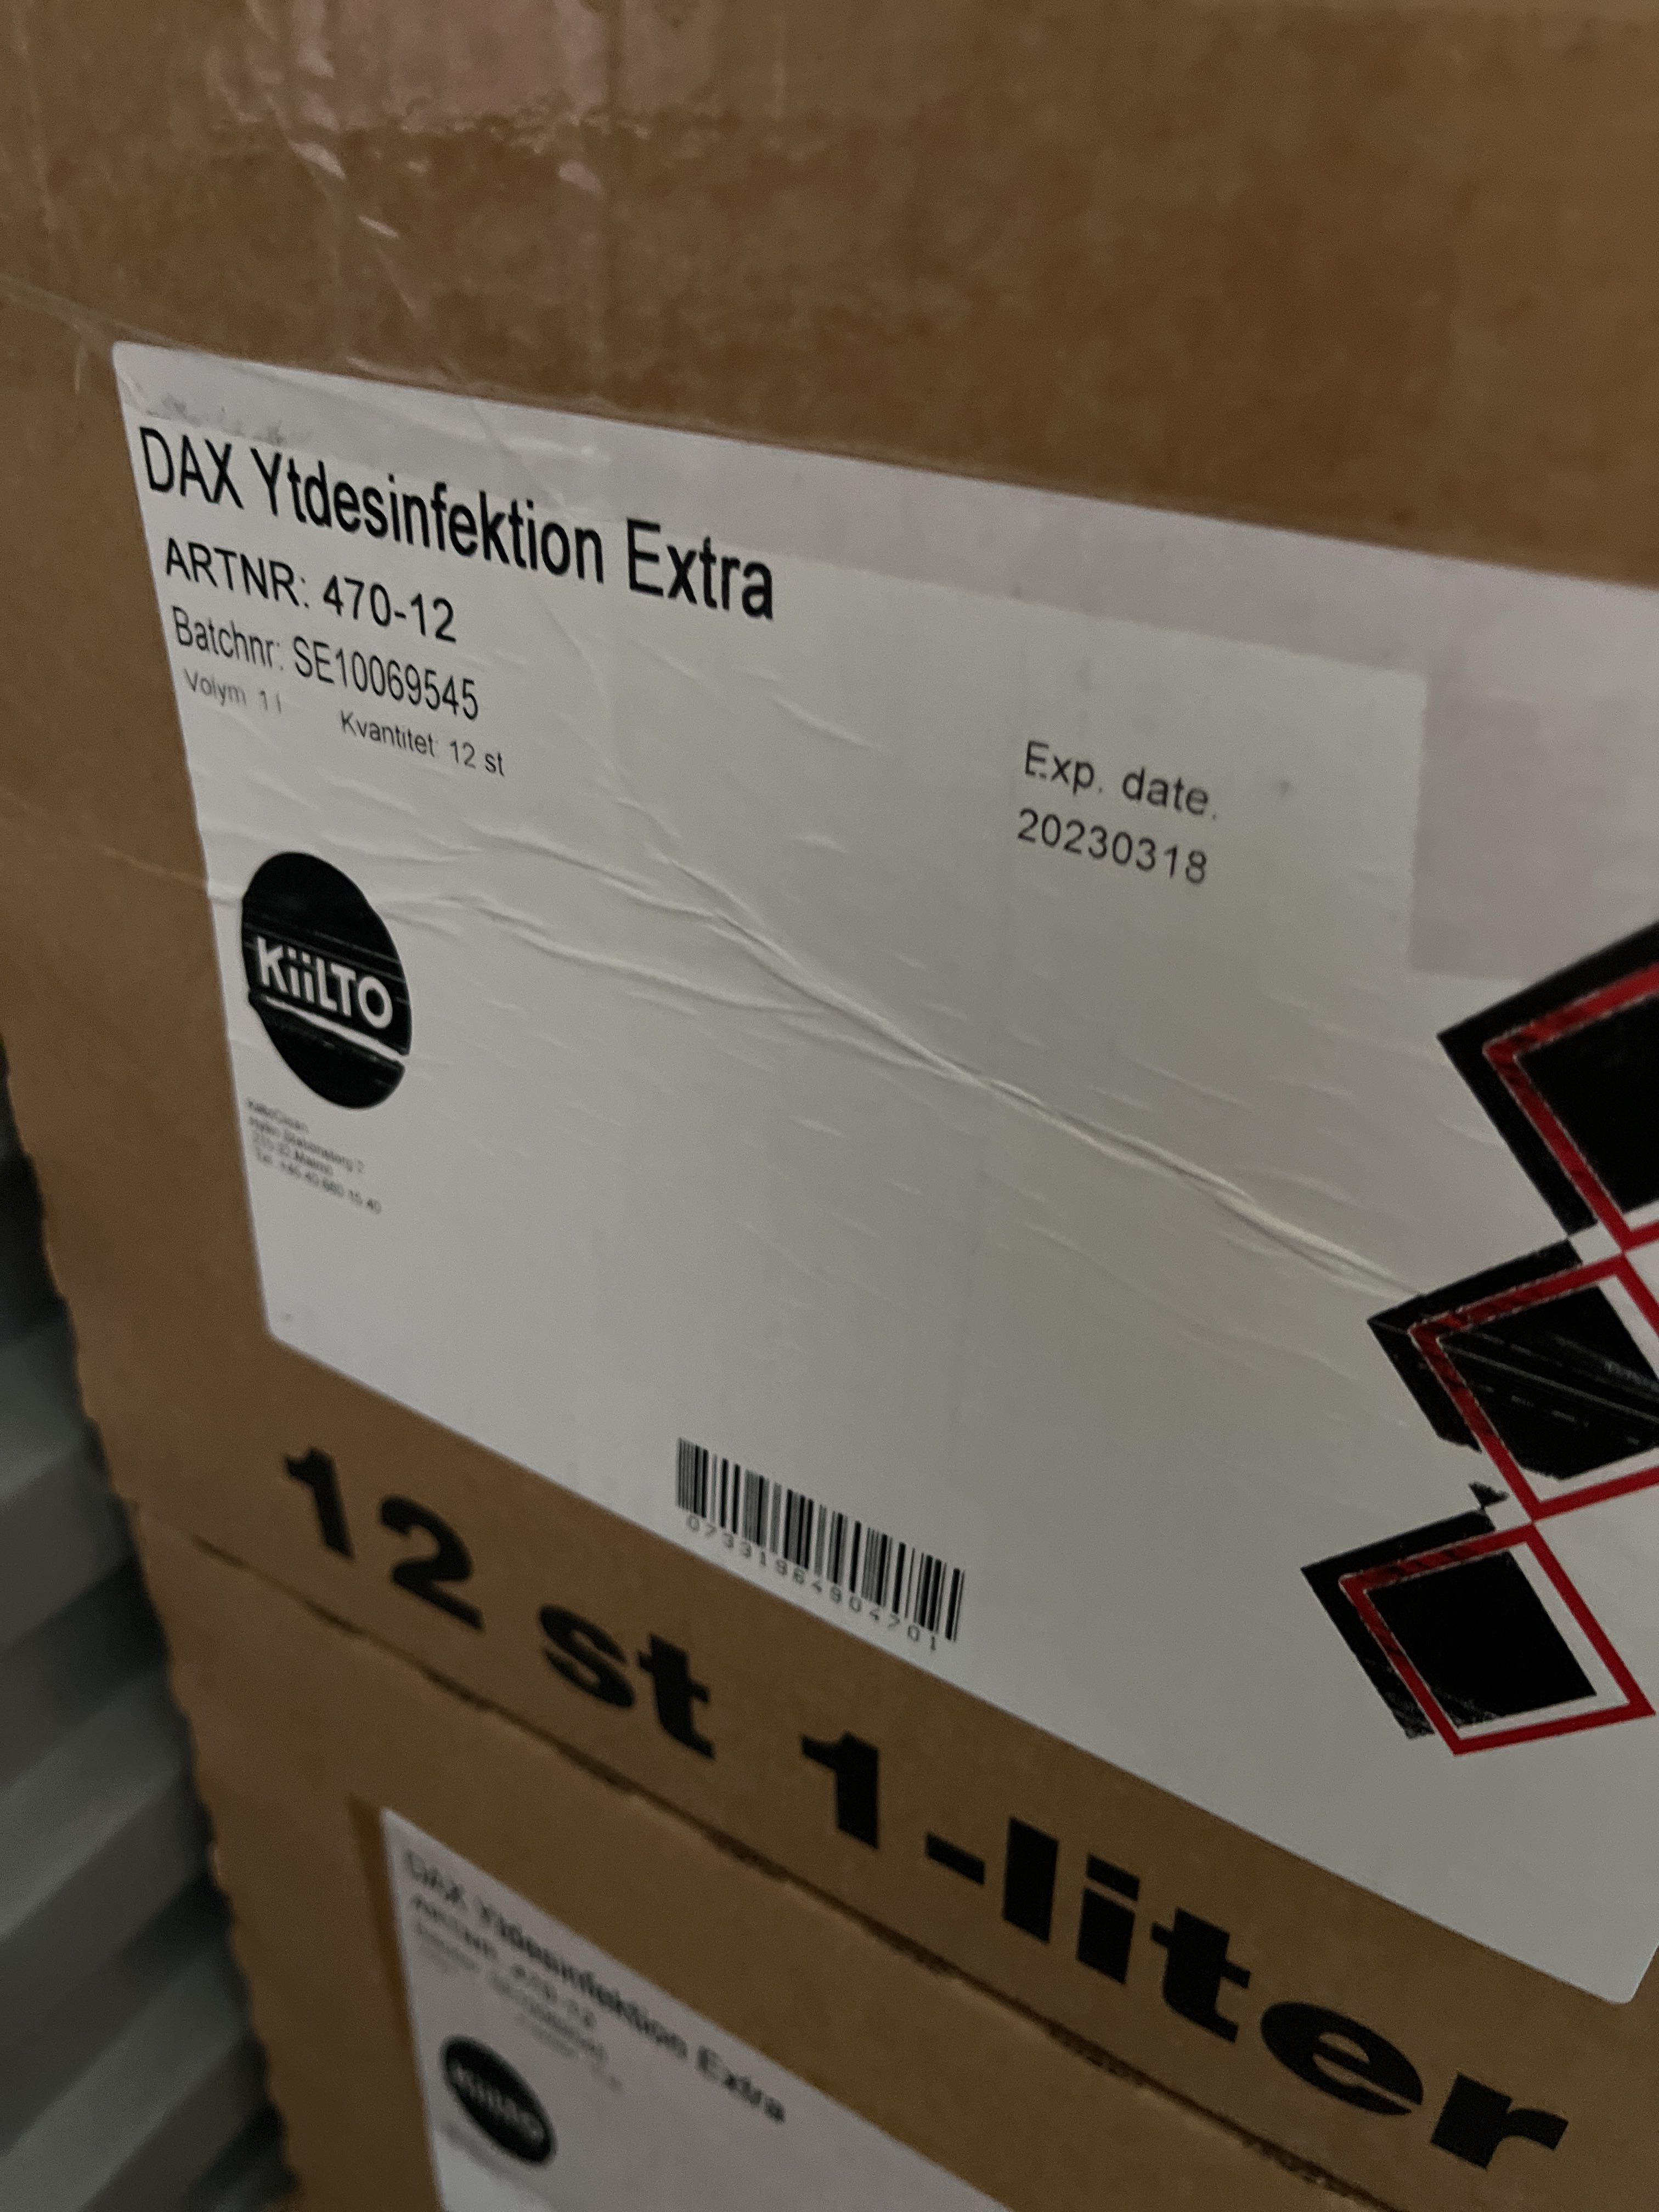 DAX Ytdesinfektion Extra
ARTNR: 470-12
Batchnr: SE10069545
Volym 1 l Kvantitet: 12 st
Exp. date.
20230318
KiiLTO
07331964904701
12 st 1-liter
DAX Ytdesinfektion Extra